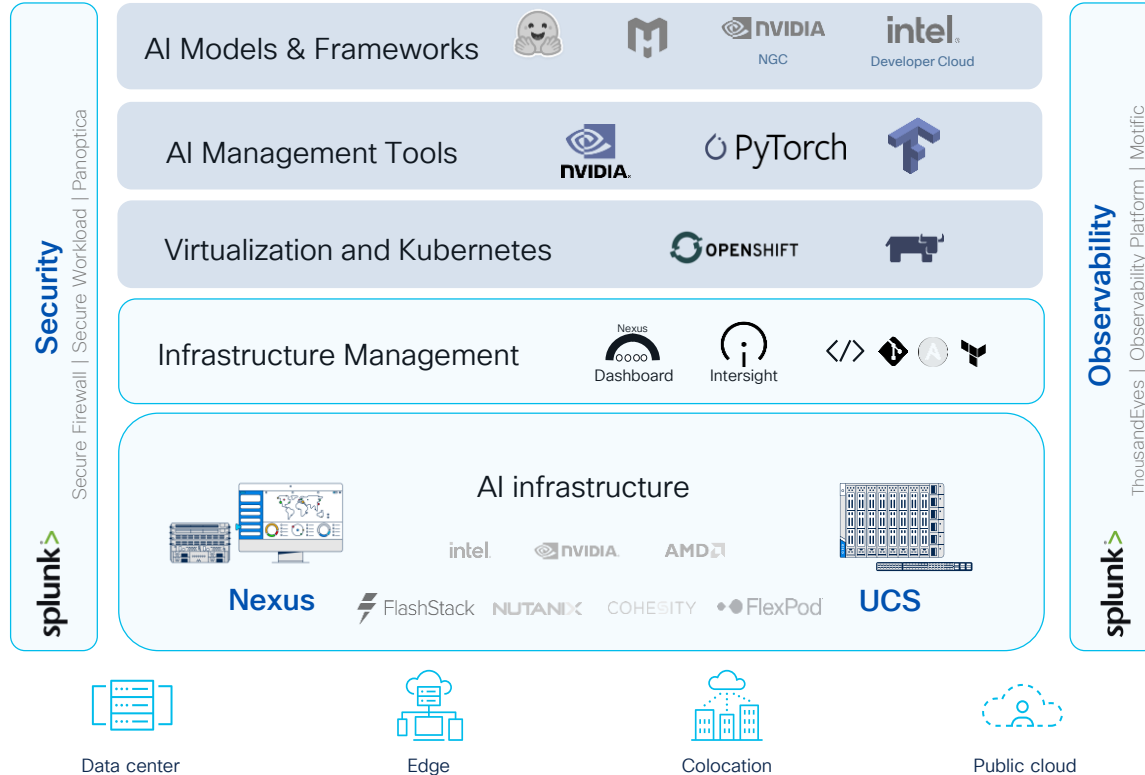 AI Models & Frameworks
NVIDIA
NGC
intel.
Developer Cloud
AI Management Tools
NVIDIA.
PyTorch
Virtualization and Kubernetes
OPENSHIFT
Infrastructure Management
Nexus
Dashboard
Intersight
</>
AI infrastructure
intel.
NVIDIA.
AMD
Nexus
FlashStack
NUTANIX
COHESITY
FlexPod
UCS
Security
Secure Firewall | Secure Workload | Panoptica
splunk>
Observability
ThousandEyes | Observability Platform | Motific
splunk>
Data center
Edge
Colocation
Public cloud